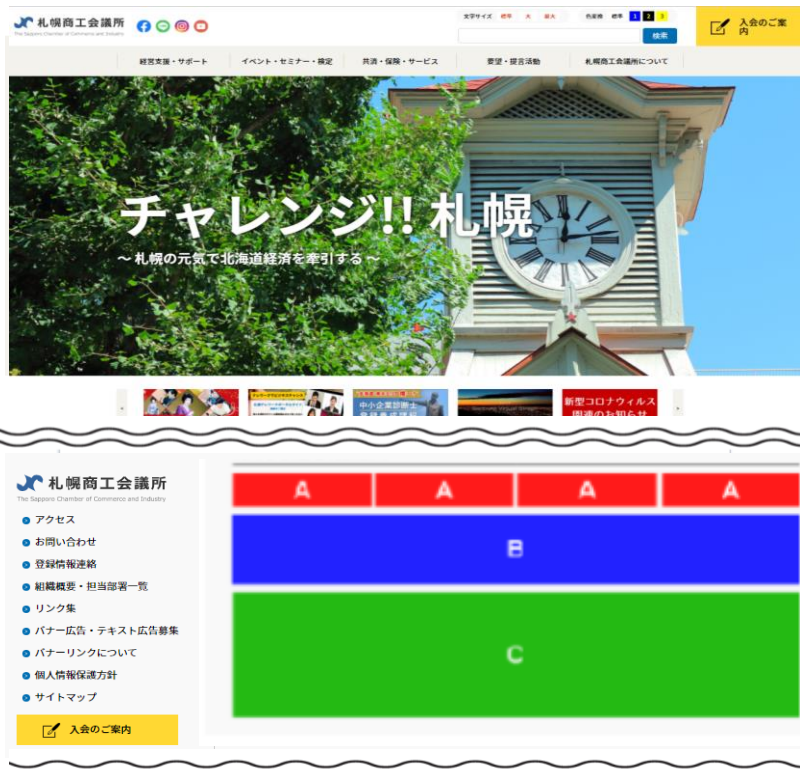 札幌商工会議所
The Sapporo Chamber of Commerce and Industry
文字サイズ 標準 大 最大
色変換 標準 1 2 3
検索
入会のご案内
経営支援・サポート
イベント・セミナー・検定
共済・保険・サービス
要望・提言活動
札幌商工会議所について
チャレンジ!! 札幌
～ 札幌の元気で北海道経済を牽引する ～
中小企業診断士
新型コロナウィルス
関連のお知らせ
札幌商工会議所
The Sapporo Chamber of Commerce and Industry
アクセス
お問い合わせ
登録情報連絡
組織概要・担当部署一覧
リンク集
バナー広告・テキスト広告募集
バナーリンクについて
個人情報保護方針
サイトマップ
入会のご案内
A A A A
B
C